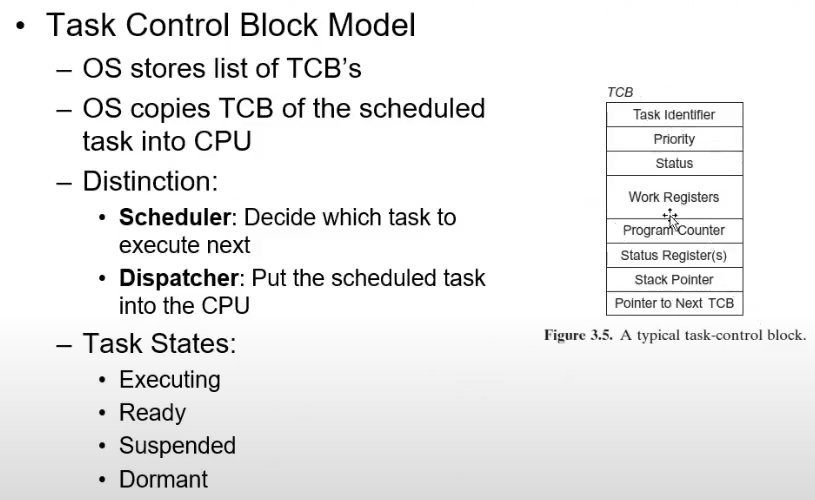 • Task Control Block Model
– OS stores list of TCB's
– OS copies TCB of the scheduled
task into CPU
– Distinction:
• Scheduler: Decide which task to
execute next
• Dispatcher: Put the scheduled task
into the CPU
– Task States:
• Executing
• Ready
• Suspended
• Dormant
TCB
Task Identifier
Priority
Status
Work Registers
Program Counter
Status Register(s)
Stack Pointer
Pointer to Next TCB
Figure 3.5. A typical task-control block.